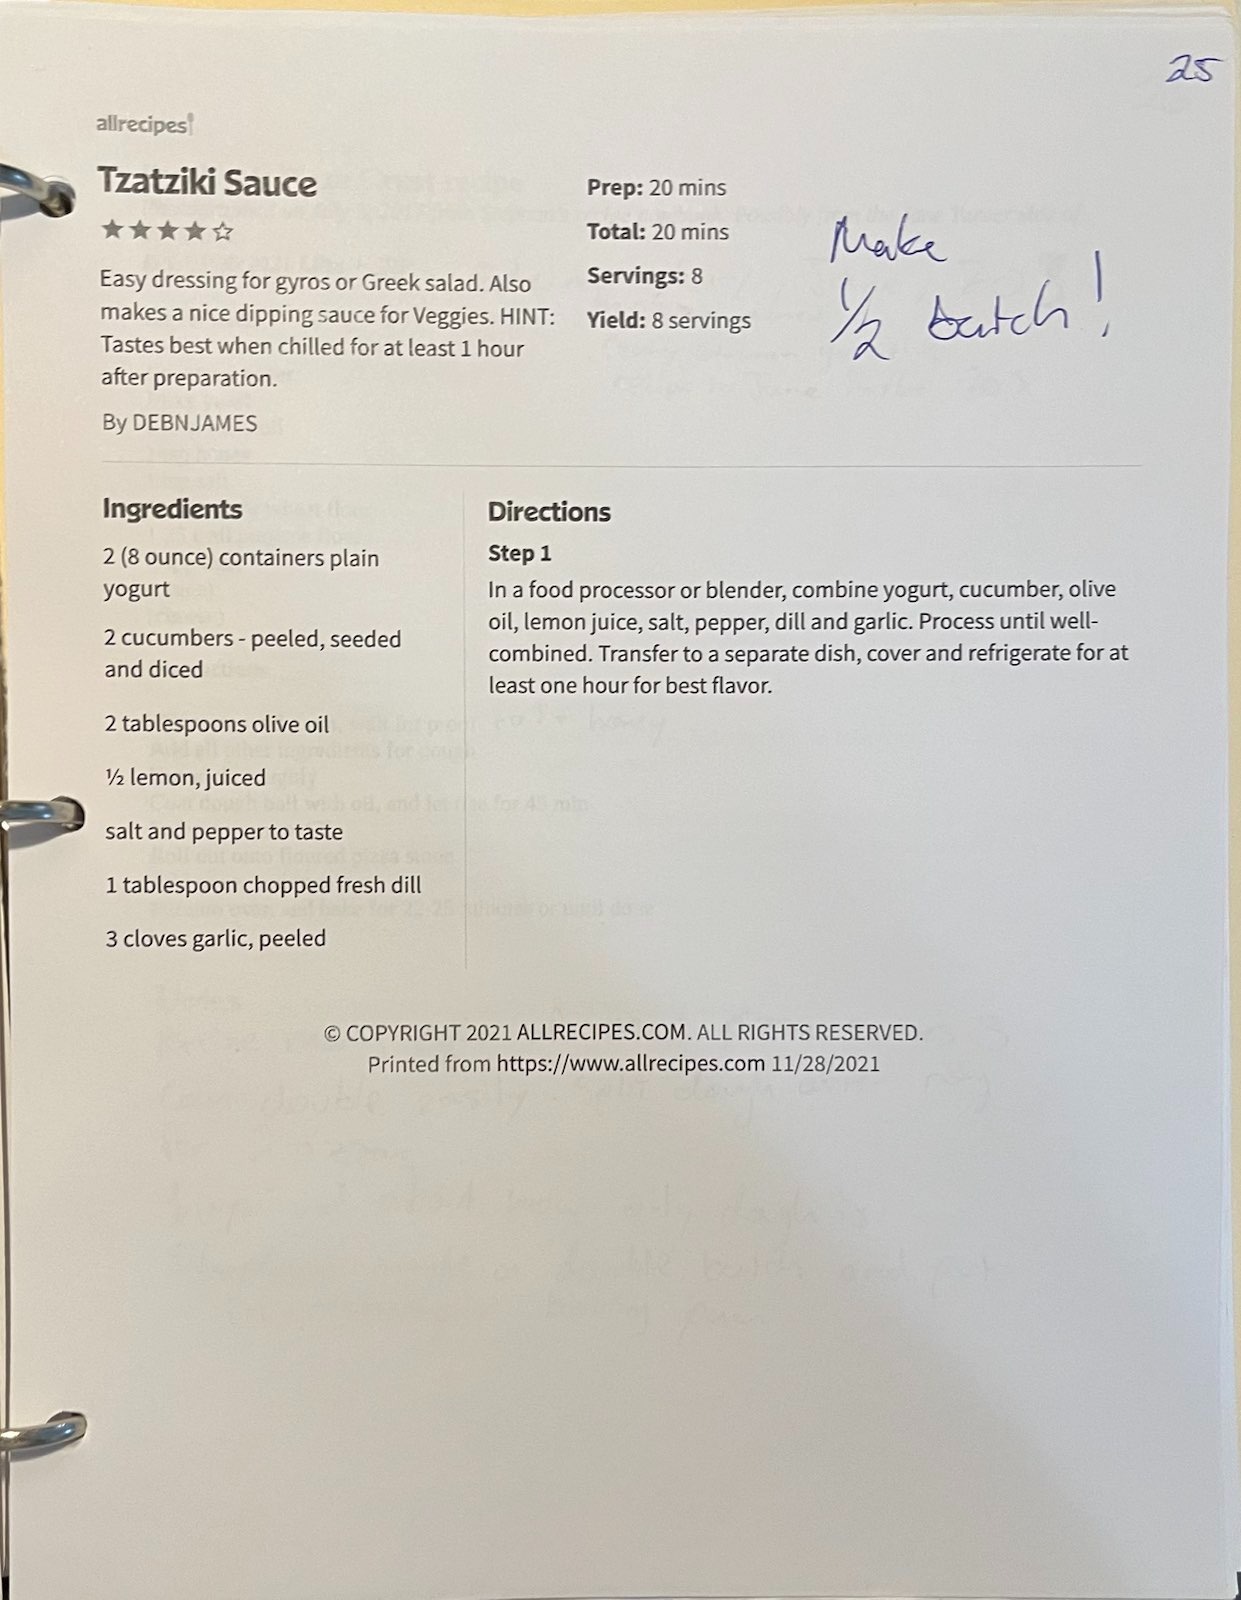 25
allrecipes
Tzatziki Sauce
★★★★☆
Easy dressing for gyros or Greek salad. Also
makes a nice dipping sauce for Veggies. HINT:
Tastes best when chilled for at least 1 hour
after preparation.
By DEBNJAMES
Prep: 20 mins
Total: 20 mins
Servings: 8
Yield: 8 servings
Make
1/2 batch!
Ingredients
2 (8 ounce) containers plain
yogurt
2 cucumbers - peeled, seeded
and diced
2 tablespoons olive oil
½ lemon, juiced
salt and pepper to taste
1 tablespoon chopped fresh dill
3 cloves garlic, peeled
Directions
Step 1
In a food processor or blender, combine yogurt, cucumber, olive
oil, lemon juice, salt, pepper, dill and garlic. Process until well-
combined. Transfer to a separate dish, cover and refrigerate for at
least one hour for best flavor.
© COPYRIGHT 2021 ALLRECIPES.COM. ALL RIGHTS RESERVED.
Printed from https://www.allrecipes.com 11/28/2021